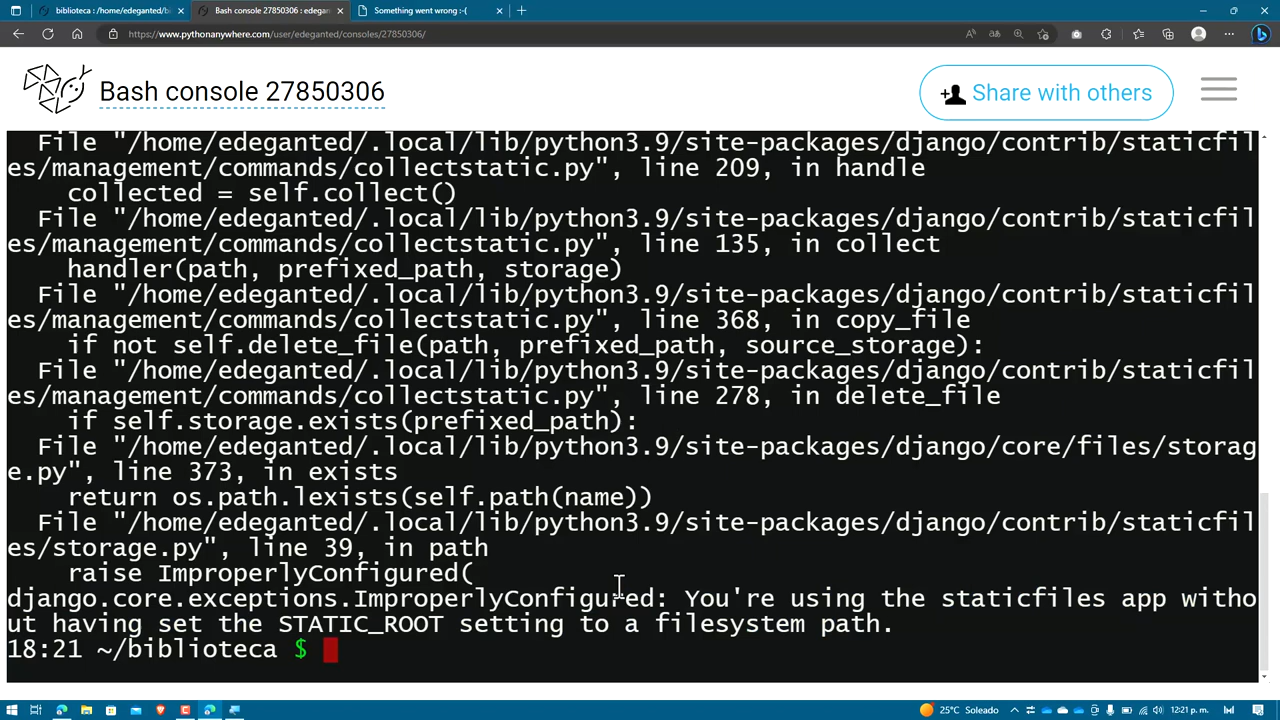 biblioteca : /home/edeganted/bi
Bash console 27850306 : edegan
Something went wrong :-(
https://www.pythonanywhere.com/user/edeganted/consoles/27850306/
Bash console 27850306
Share with others
File "/home/edeganted/.local/lib/python3.9/site-packages/django/contrib/staticfil
es/management/commands/collectstatic.py", line 209, in handle
collected = self.collect()
File "/home/edeganted/.local/lib/python3.9/site-packages/django/contrib/staticfil
es/management/commands/collectstatic.py", line 135, in collect
handler(path, prefixed_path, storage)
File "/home/edeganted/.local/lib/python3.9/site-packages/django/contrib/staticfil
es/management/commands/collectstatic.py", line 368, in copy_file
if not self.delete_file(path, prefixed_path, source_storage):
File "/home/edeganted/.local/lib/python3.9/site-packages/django/contrib/staticfil
es/management/commands/collectstatic.py", line 278, in delete_file
if self.storage.exists(prefixed_path):
File "/home/edeganted/.local/lib/python3.9/site-packages/django/core/files/storag
e.py", line 373, in exists
return os.path.lexists(self.path(name))
File "/home/edeganted/.local/lib/python3.9/site-packages/django/contrib/staticfil
es/storage.py", line 39, in path
raise ImproperlyConfigured(
django.core.exceptions.ImproperlyConfigured: You're using the staticfiles app witho
ut having set the STATIC_ROOT setting to a filesystem path.
18:21 ~/biblioteca $
25°C Soleado
12:21 p. m.